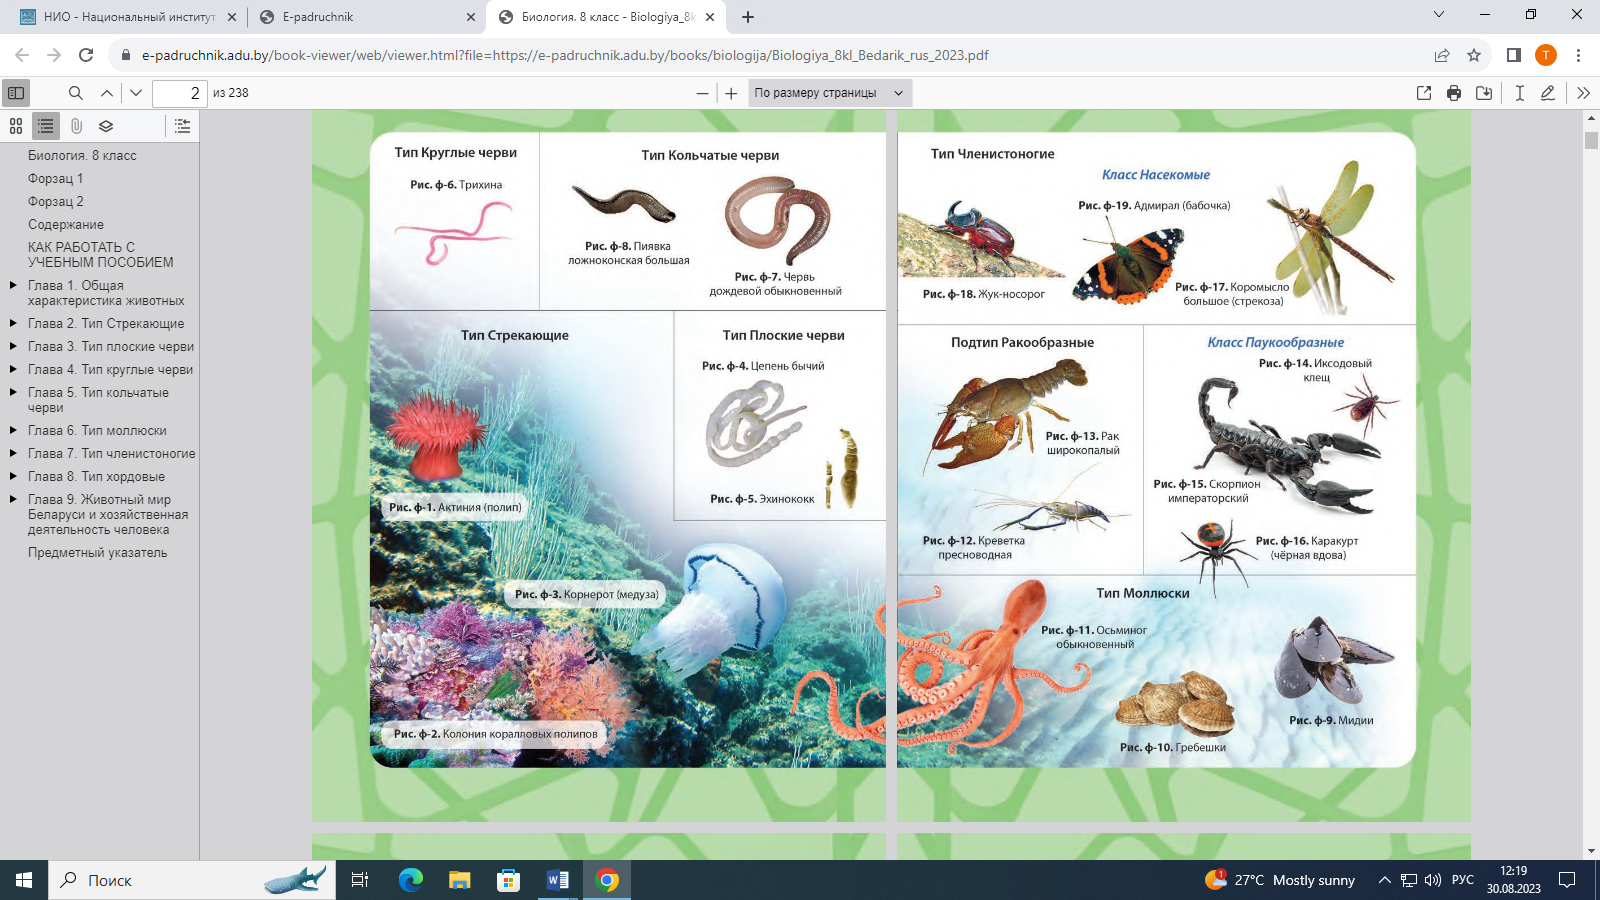 НИО - Национальный институт
E-padruchnik
Биология. 8 класс - Biologiya_8k
e-padruchnik.adu.by/book-viewer/web/viewer.html?file=https://e-padruchnik.adu.by/books/biologija/Biologiya_8kl_Bedarik_rus_2023.pdf
T
2 из 238
По размеру страницы
Биология. 8 класс
Форзац 1
Форзац 2
Содержание
КАК РАБОТАТЬ С
УЧЕБНЫМ ПОСОБИЕМ
Глава 1. Общая
характеристика животных
Глава 2. Тип Стрекающие
Глава 3. Тип плоские черви
Глава 4. Тип круглые черви
Глава 5. Тип кольчатые
черви
Глава 6. Тип моллюски
Глава 7. Тип членистоногие
Глава 8. Тип хордовые
Глава 9. Животный мир
Беларуси и хозяйственная
деятельность человека
Предметный указатель
Тип Круглые черви
Рис. ф-6. Трихина
Тип Кольчатые черви
Рис. ф-8. Пиявка
ложноконская большая
Рис. ф-7. Червь
дождевой обыкновенный
Тип Стрекающие
Рис. ф-1. Актиния (полип)
Рис. ф-3. Корнерот (медуза)
Рис. ф-2. Колония коралловых полипов
Тип Плоские черви
Рис. ф-4. Цепень бычий
Рис. ф-5. Эхинококк
Тип Членистоногие
Класс Насекомые
Рис. ф-19. Адмирал (бабочка)
Рис. ф-18. Жук-носорог
Рис. ф-17. Коромысло
большое (стрекоза)
Подтип Ракообразные
Рис. ф-13. Рак
широкопалый
Рис. ф-12. Креветка
пресноводная
Класс Паукообразные
Рис. ф-14. Иксодовый
клещ
Рис. ф-15. Скорпион
императорский
Рис. ф-16. Каракурт
(чёрная вдова)
Тип Моллюски
Рис. ф-11. Осьминог
обыкновенный
Рис. ф-9. Мидии
Рис. ф-10. Гребешки
Поиск
W
1
27°C Mostly sunny
РУС
12:19
30.08.2023